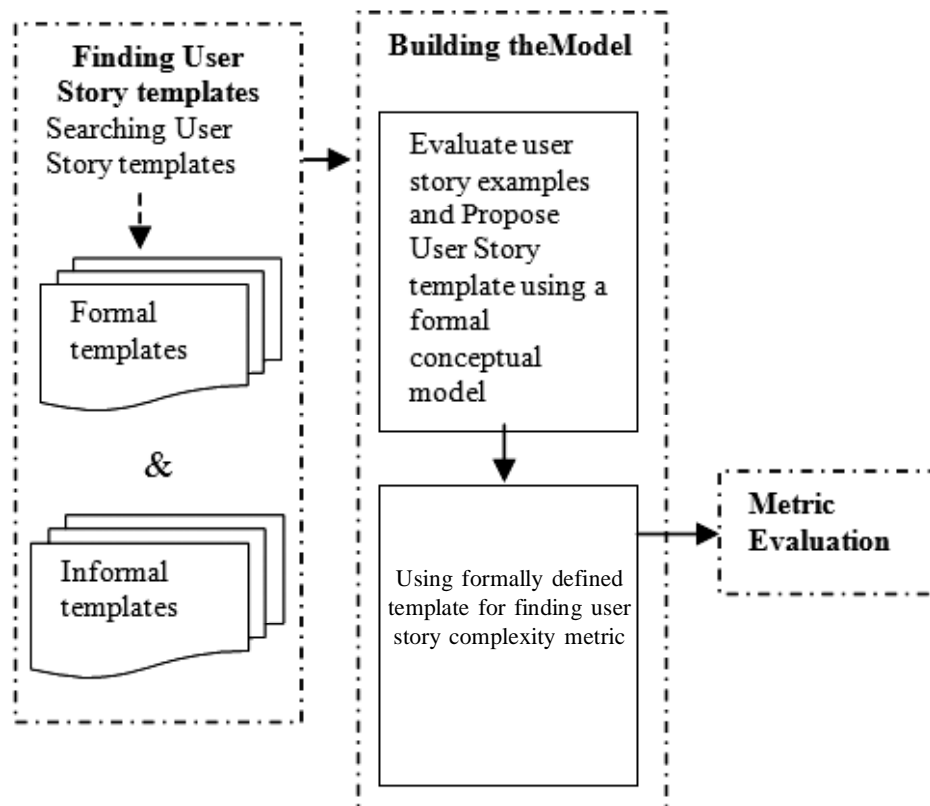 Finding User
Story templates
Searching User
Story templates
Formal
templates
&
Informal
templates
Building theModel
Evaluate user
story examples
and Propose
User Story
template using a
formal
conceptual
model
Using formally defined
template for finding user
story complexity metric
Metric
Evaluation